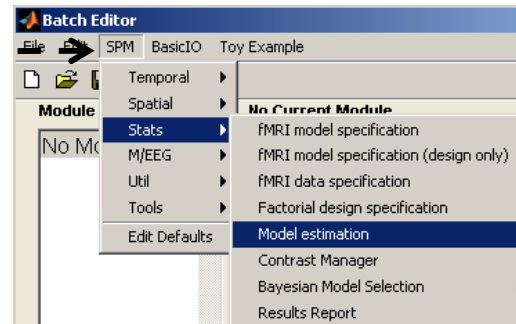 Batch Editor
File Edit SPM BasicIO Toy Example
Temporal
Module No Current Module
Spatial
Stats
fMRI model specification
No Mo
M/EEG
fMRI model specification (design only)
Util
fMRI data specification
Tools
Factorial design specification
Edit Defaults
Model estimation
Contrast Manager
Bayesian Model Selection
Results Report